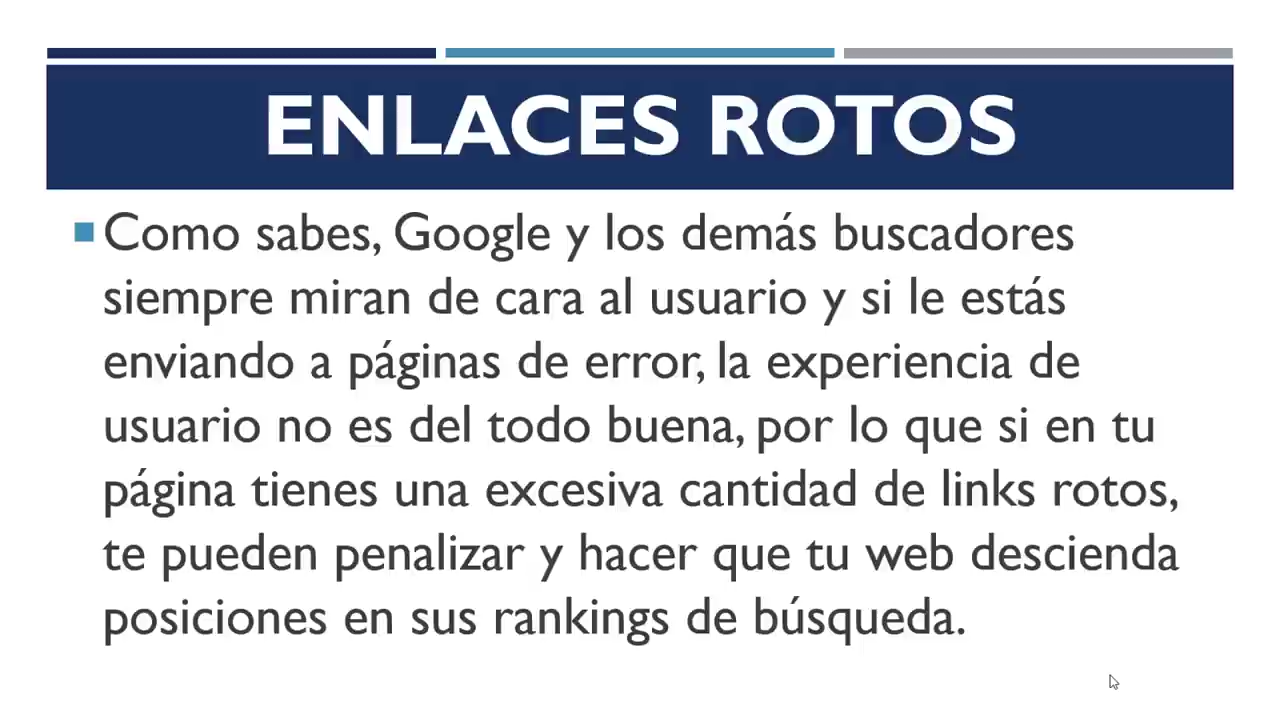 ENLACES ROTOS
Como sabes, Google y los demás buscadores
siempre miran de cara al usuario y si le estás
enviando a páginas de error, la experiencia de
usuario no es del todo buena, por lo que si en tu
página tienes una excesiva cantidad de links rotos,
te pueden penalizar y hacer que tu web descienda
posiciones en sus rankings de búsqueda.